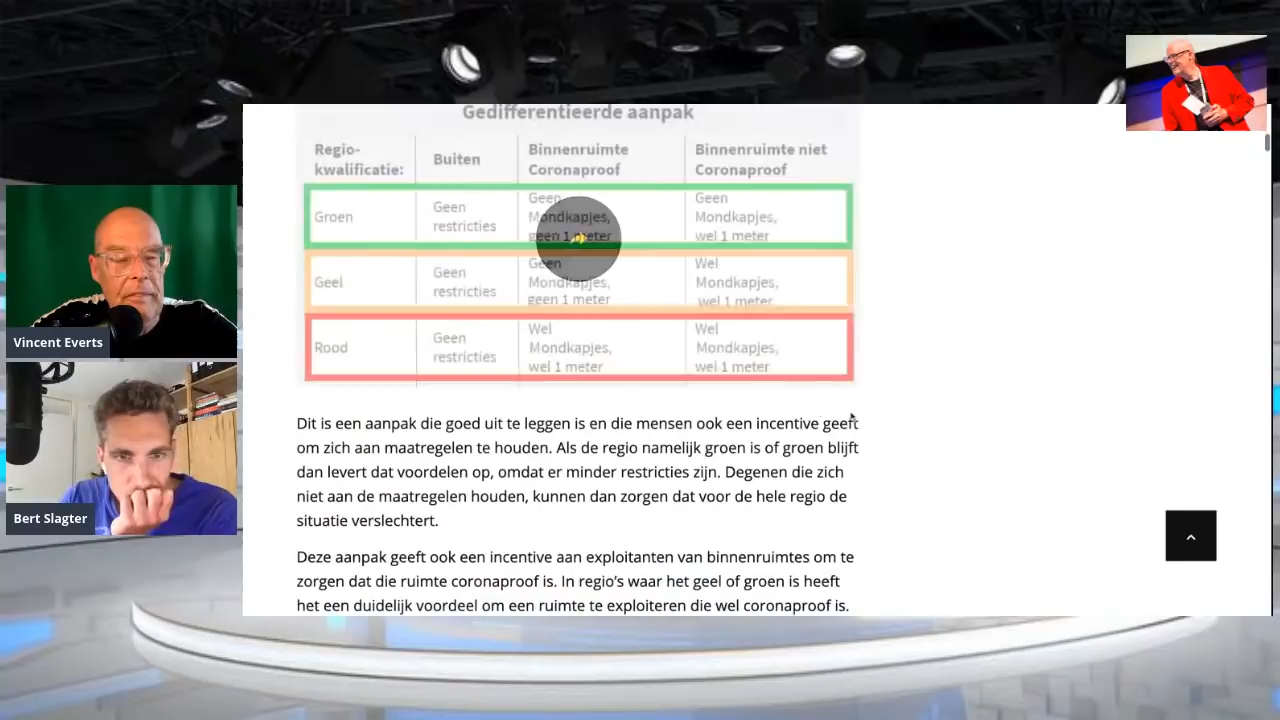 Gedifferentieerde aanpak
Regio-
kwalificatie:
Buiten
Binnenruimte
Coronaproof
Binnenruimte niet
Coronaproof
Groen
Geen
restricties
Geen
Mondkapjes,
geen 1 meter
Geen
Mondkapjes,
wel 1 meter
Geel
Geen
restricties
Geen
Mondkapjes,
geen 1 meter
Wel
Mondkapjes,
wel 1 meter
Rood
Geen
restricties
Wel
Mondkapjes,
wel 1 meter
Wel
Mondkapjes,
wel 1 meter
Vincent Everts
Bert Slagter
Dit is een aanpak die goed uit te leggen is en die mensen ook een incentive geeft
om zich aan maatregelen te houden. Als de regio namelijk groen is of groen blijft
dan levert dat voordelen op, omdat er minder restricties zijn. Degenen die zich
niet aan de maatregelen houden, kunnen dan zorgen dat voor de hele regio de
situatie verslechtert.
Deze aanpak geeft ook een incentive aan exploitanten van binnenruimtes om te
zorgen dat die ruimte coronaproof is. In regio’s waar het geel of groen is heeft
het een duidelijk voordeel om een ruimte te exploiteren die wel coronaproof is.